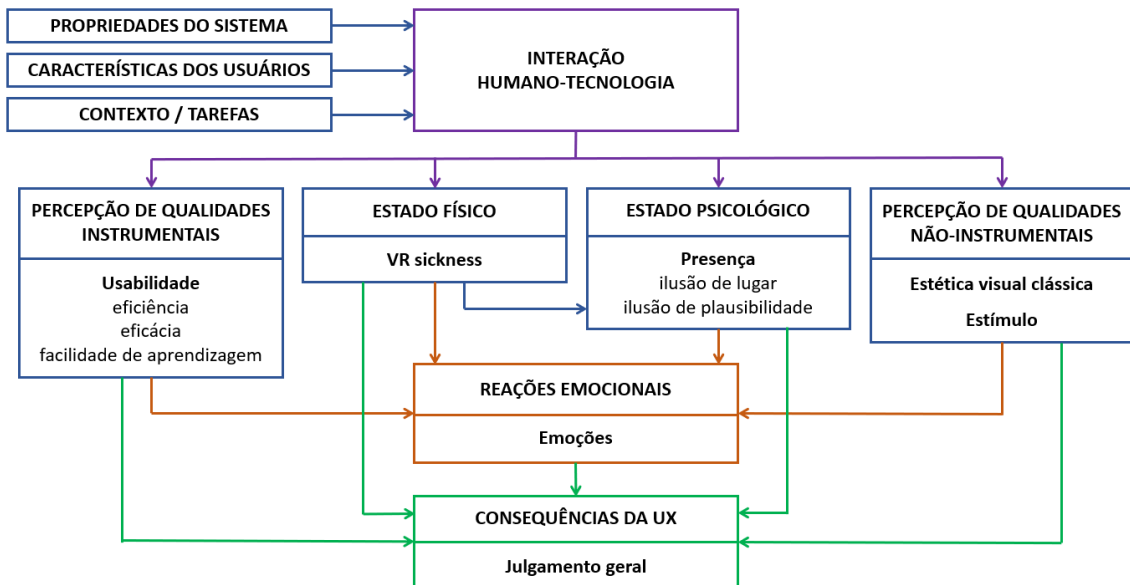 PROPRIEDADES DO SISTEMA
CARACTERÍSTICAS DOS USUÁRIOS
CONTEXTO / TAREFAS
INTERAÇÃO
HUMANO-TECNOLOGIA
PERCEPÇÃO DE QUALIDADES
INSTRUMENTAIS
Usabilidade
eficiência
eficácia
facilidade de aprendizagem
ESTADO FÍSICO
VR sickness
ESTADO PSICOLÓGICO
Presença
ilusão de lugar
ilusão de plausibilidade
PERCEPÇÃO DE QUALIDADES
NÃO-INSTRUMENTAIS
Estética visual clássica
Estímulo
REAÇÕES EMOCIONAIS
Emoções
CONSEQUÊNCIAS DA UX
Julgamento geral